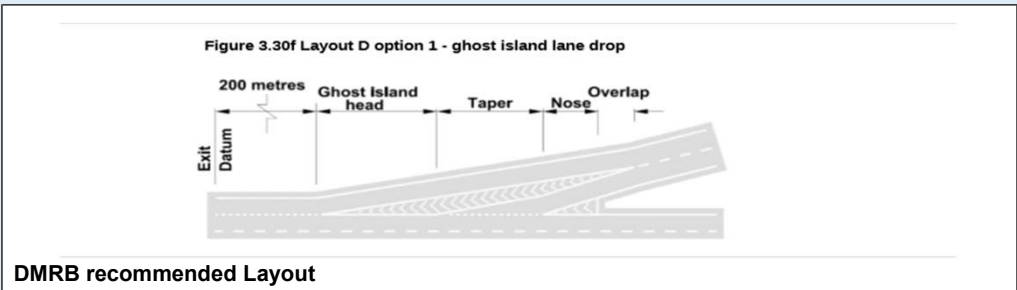 Figure 3.30f Layout D option 1 - ghost island lane drop
200 metres
Ghost Island
head
Taper
Nose
Overlap
Exit
Datum
DMRB recommended Layout